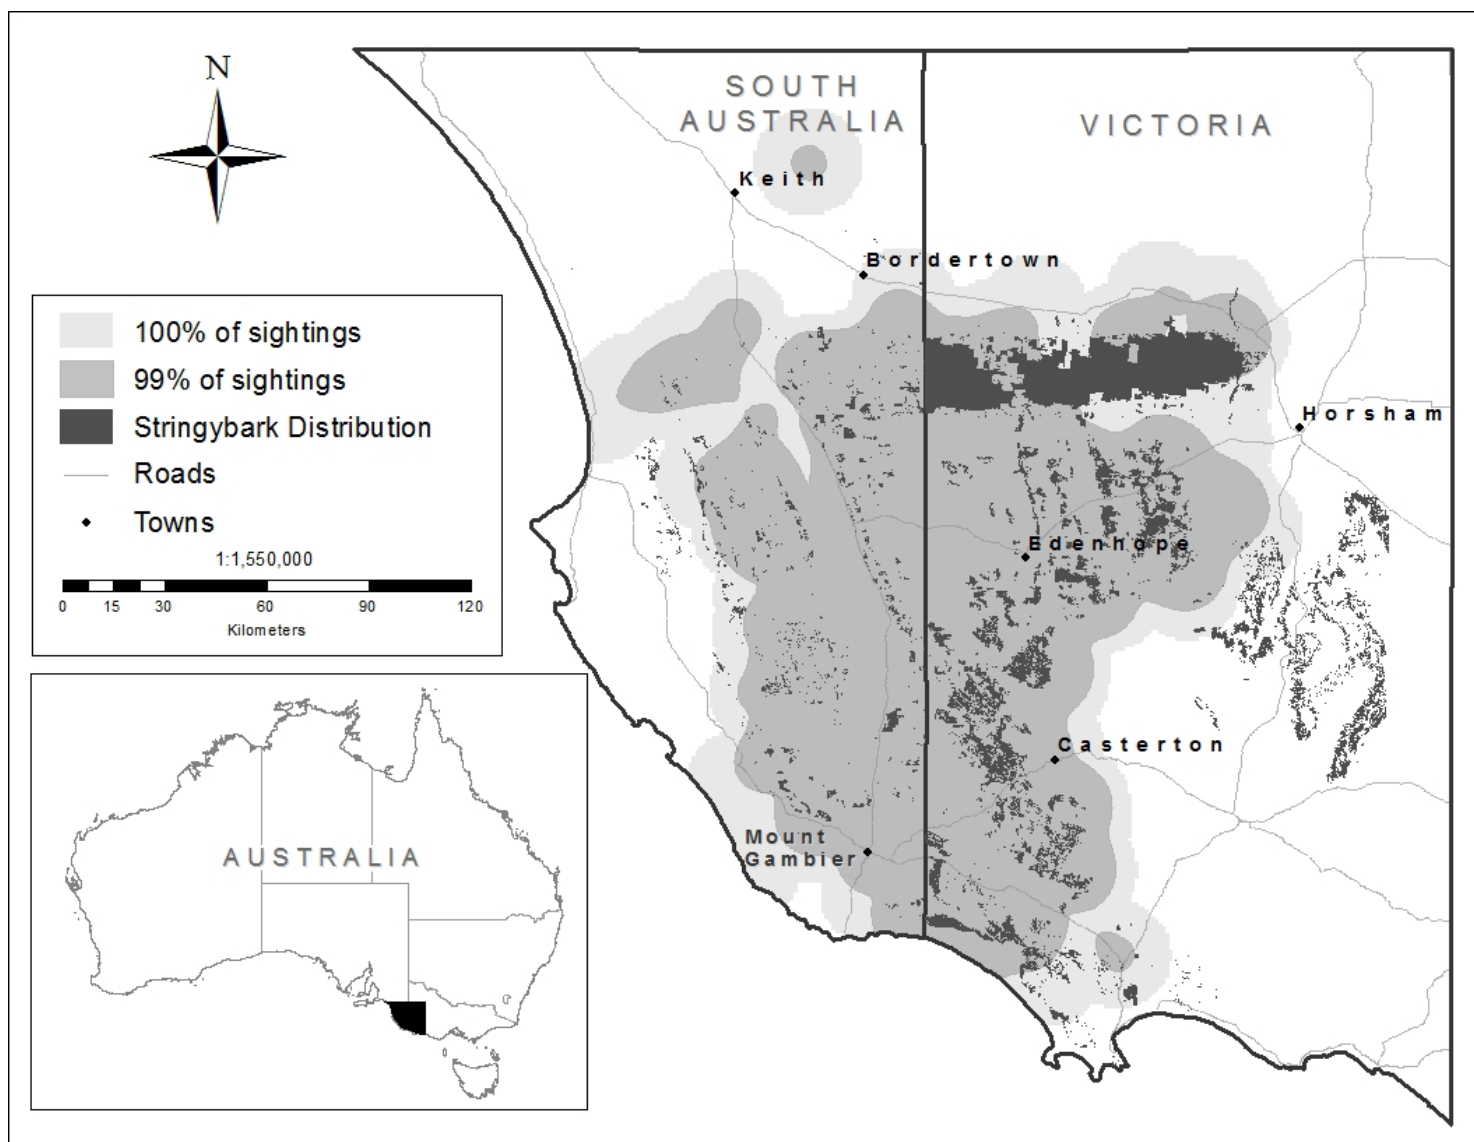 N
SOUTH
AUSTRALIA
VICTORIA
Keith
Bordertown
100% of sightings
99% of sightings
Stringybark Distribution
Roads
Towns
1:1,550,000
0 15 30 60 90 120
Kilometers
Horsham
Edenhope
Casterton
Mount
Gambier
AUSTRALIA